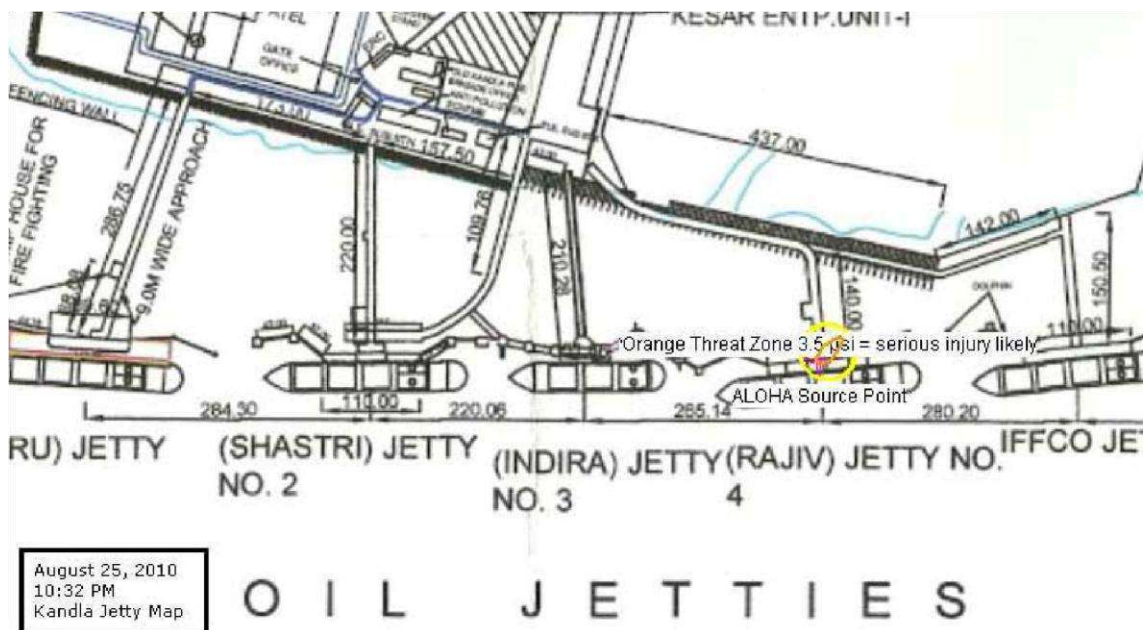 KESAR ENTP.UNIT-I
ATEL
GATE
OFFICE
FENCING WALL
HOUSE FOR
FIRE FIGHTING
286.75
9.0M WIDE APPROACH
157.50
220.00
109.76
210.28
437.00
142.00
140.00
150.50
DOLPHIN
110.00
Orange Threat Zone 3.5 psi = serious injury likely
ALOHA Source Point
110.00
284.30
220.06
265.14
280.20
RU) JETTY
(SHASTRI) JETTY
NO. 2
(INDIRA) JETTY
NO. 3
(RAJIV) JETTY NO.
4
IFFCO JET
August 25, 2010
10:32 PM
Kandla Jetty Map
OIL JETTIES